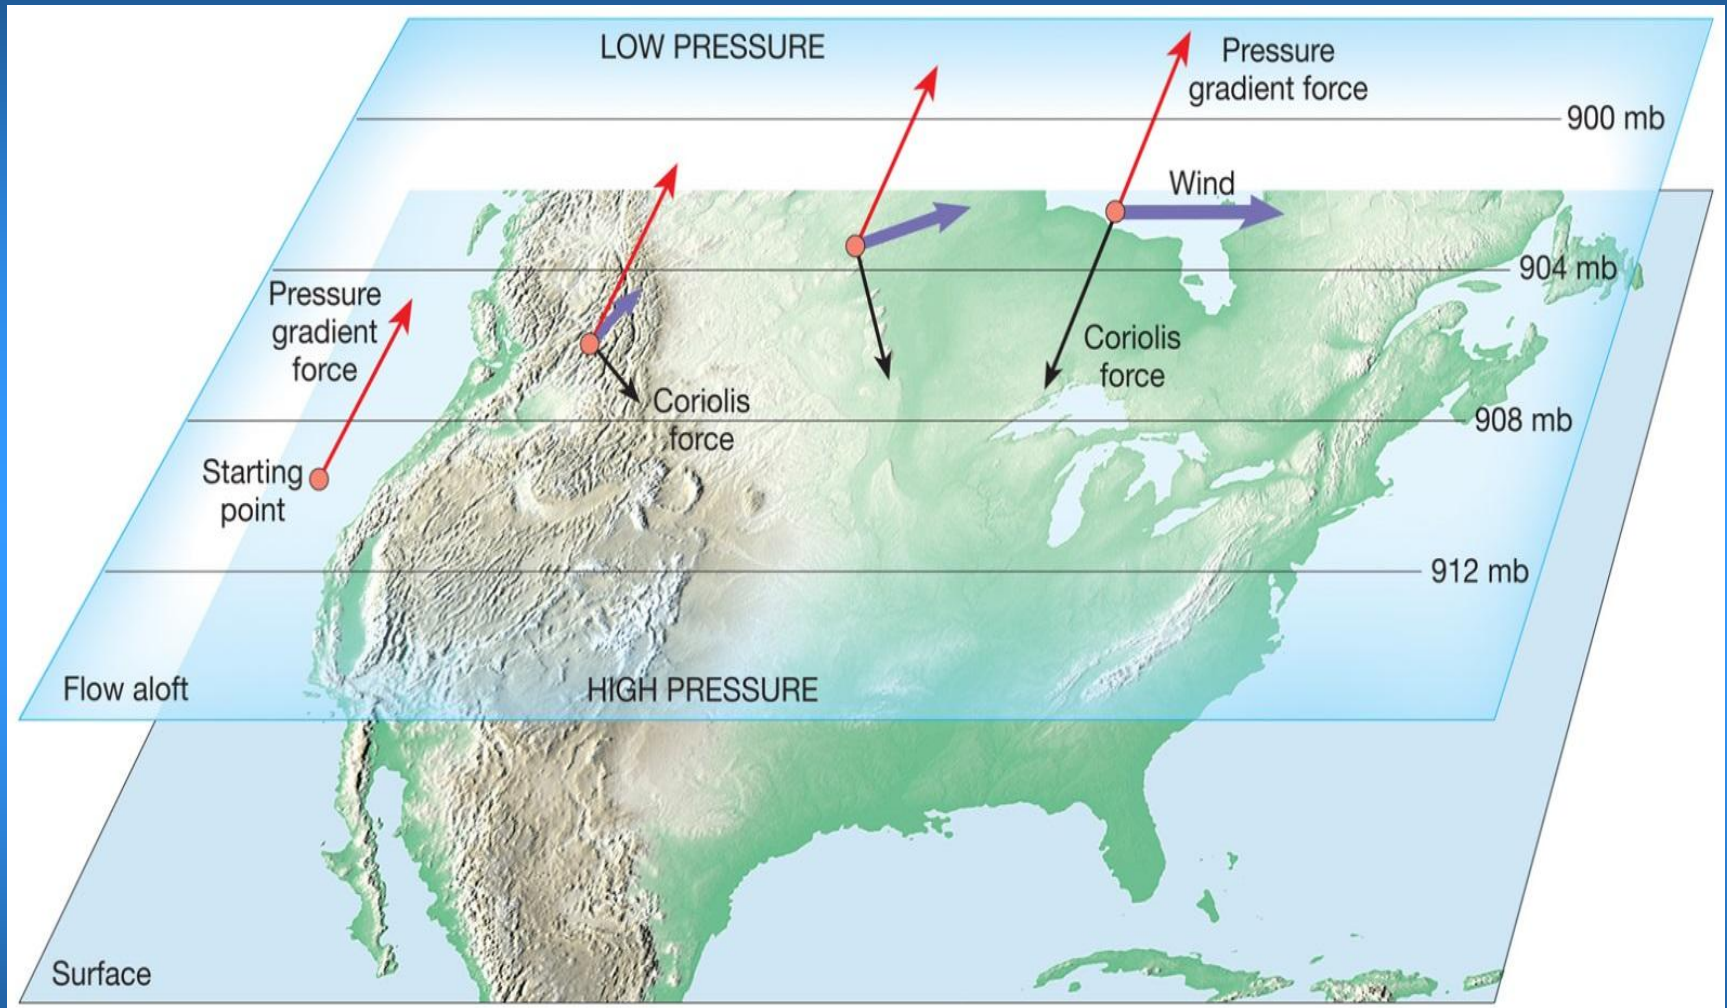 LOW PRESSURE
Pressure
gradient force
900 mb
Wind
904 mb
Pressure
gradient
force
Coriolis
force
Coriolis
force
908 mb
Starting
point
912 mb
Flow aloft
HIGH PRESSURE
Surface